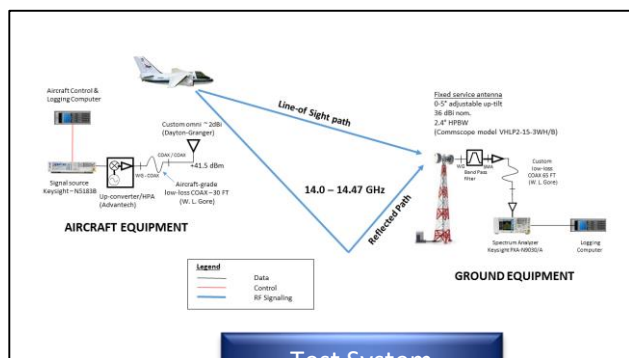 Aircraft Control &
Logging Computer
Signal source
Keysight – N5183B
Up-converter/HPA
(Advantech)
WG - COAX
COAX / COAX
Custom omni ~ 2dBi
(Dayton-Granger)
+41.5 dBm
Aircraft-grade
low-loss COAX – 30 FT
(W. L. Gore)
AIRCRAFT EQUIPMENT
Line-of Sight path
14.0 – 14.47 GHz
Reflected Path
Fixed service antenna
0-5° adjustable up-tilt
36 dBi nom.
2.4° HPBW
(Commscope model VHLP2-15-3WH/B)
WG
Band Pass
filter
SMA
Custom
low-loss
COAX 65 FT
(W. L. Gore)
Spectrum Analyser
Keysight PXA-N9030/A
Logging
Computer
GROUND EQUIPMENT
Legend
Data
Control
RF Signaling
Test System